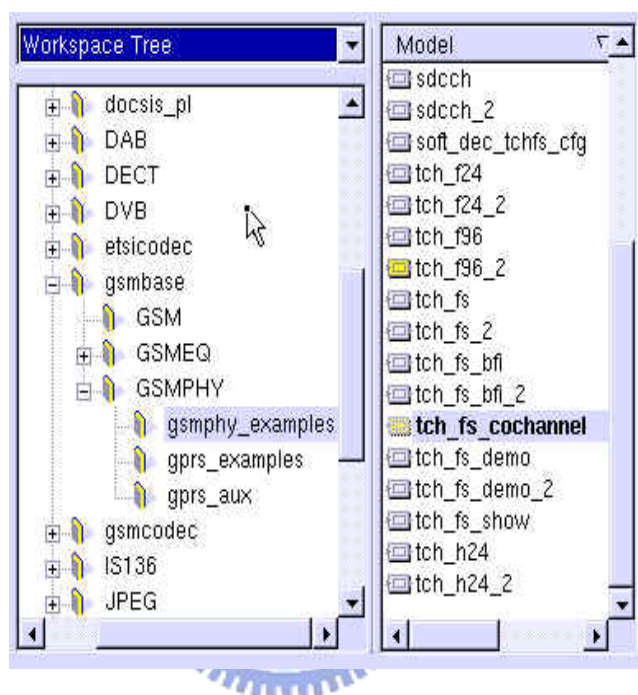 Workspace Tree
docsis_pl
DAB
DECT
DVB
etsicodec
gsmbase
GSM
GSMEQ
GSMPHY
gsmphy_examples
gprs_examples
gprs_aux
gsmcodec
IS136
JPEG
Model
sdcch
sdcch_2
soft_dec_tchfs_cfg
tch_f24
tch_f24_2
tch_f96
tch_f96_2
tch_fs
tch_fs_2
tch_fs_bfi
tch_fs_bfi_2
tch_fs_cochannel
tch_fs_demo
tch_fs_demo_2
tch_fs_show
tch_h24
tch_h24_2